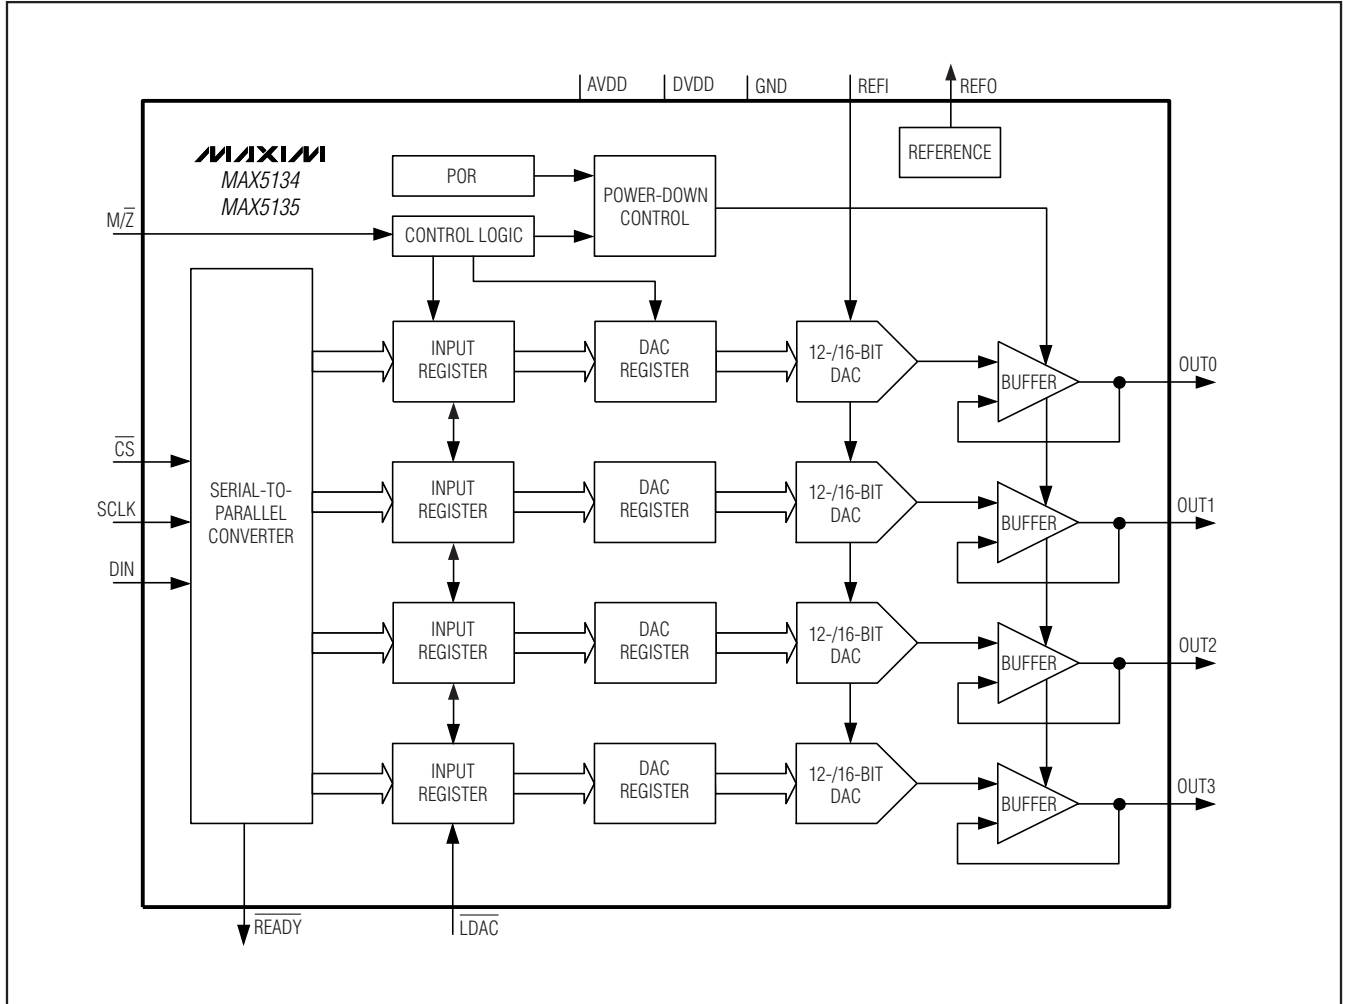 AVDD
DVDD
GND
REFI
REFO
MAXIM
MAX5134
MAX5135
POR
POWER-DOWN
CONTROL
REFERENCE
M/Z̅
CONTROL LOGIC
INPUT
REGISTER
DAC
REGISTER
12-/16-BIT
DAC
BUFFER
OUT0
C̅S̅
SCLK
DIN
SERIAL-TO-
PARALLEL
CONVERTER
INPUT
REGISTER
DAC
REGISTER
12-/16-BIT
DAC
BUFFER
OUT1
INPUT
REGISTER
DAC
REGISTER
12-/16-BIT
DAC
BUFFER
OUT2
INPUT
REGISTER
DAC
REGISTER
12-/16-BIT
DAC
BUFFER
OUT3
R̅E̅A̅D̅Y̅
L̅D̅A̅C̅